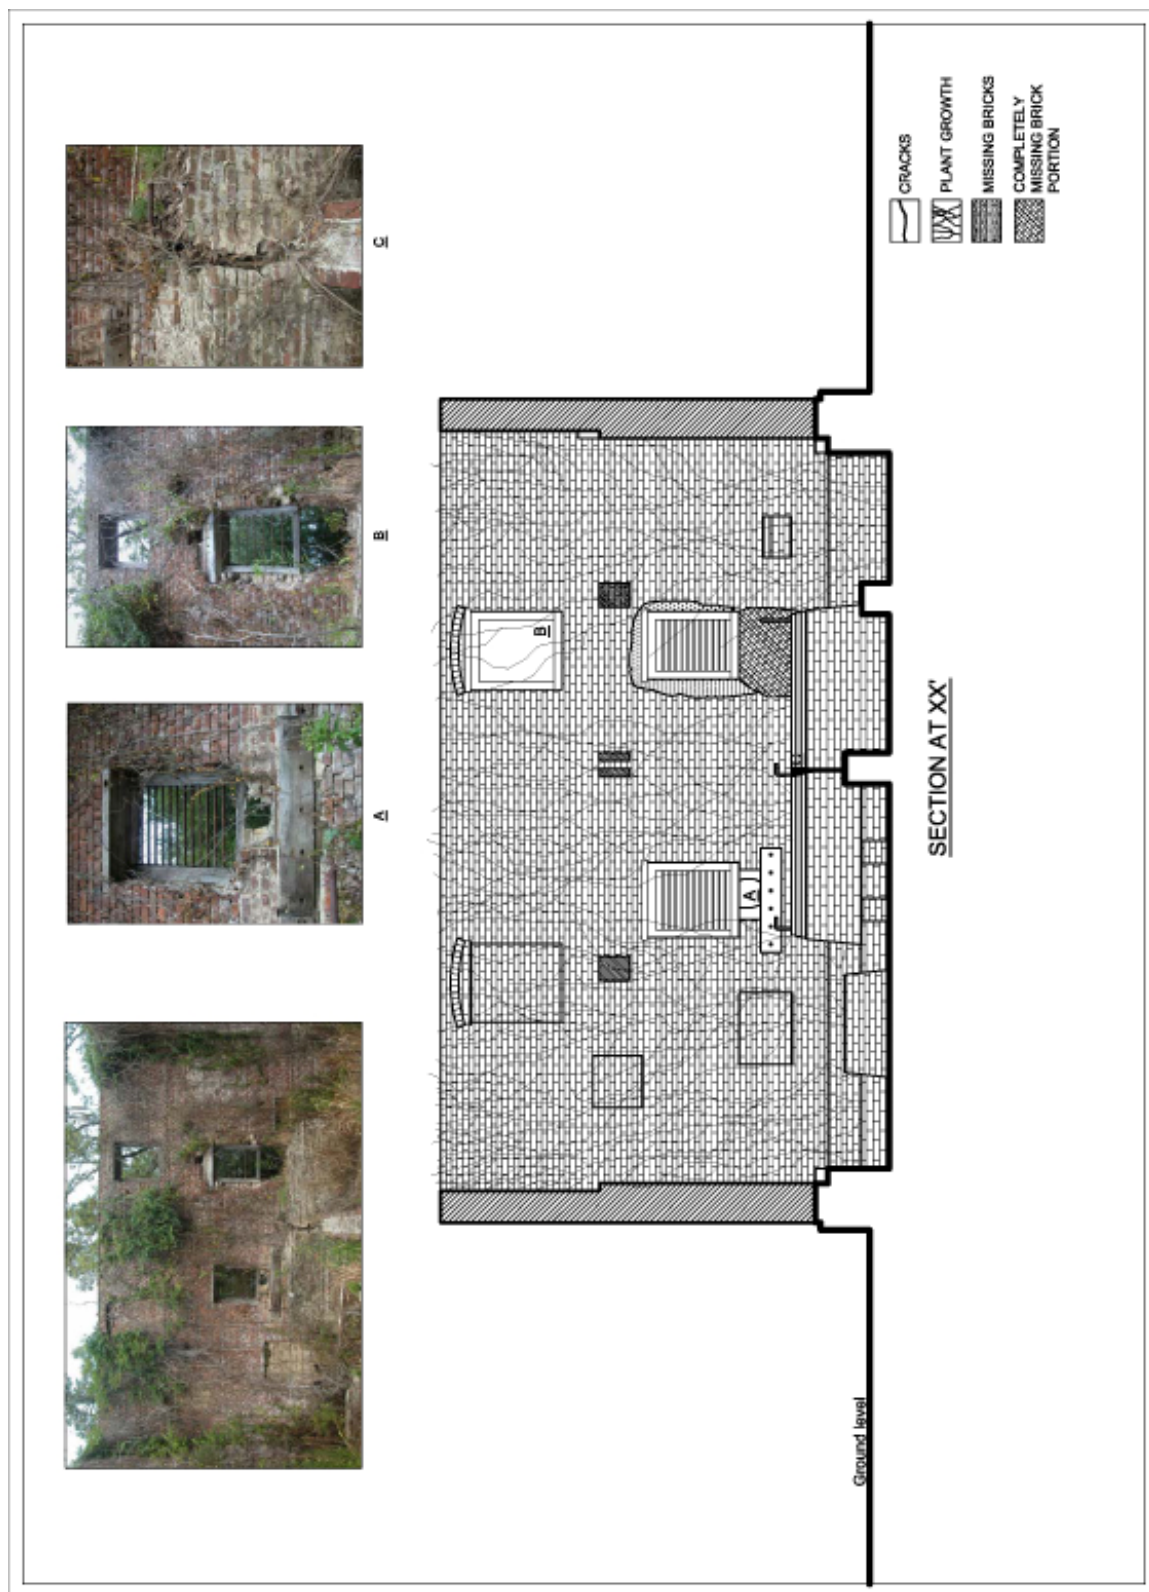 A
B
C
B
A
Ground level
SECTION AT XX'
CRACKS
PLANT GROWTH
MISSING BRICKS
COMPLETELY
MISSING BRICK
PORTION